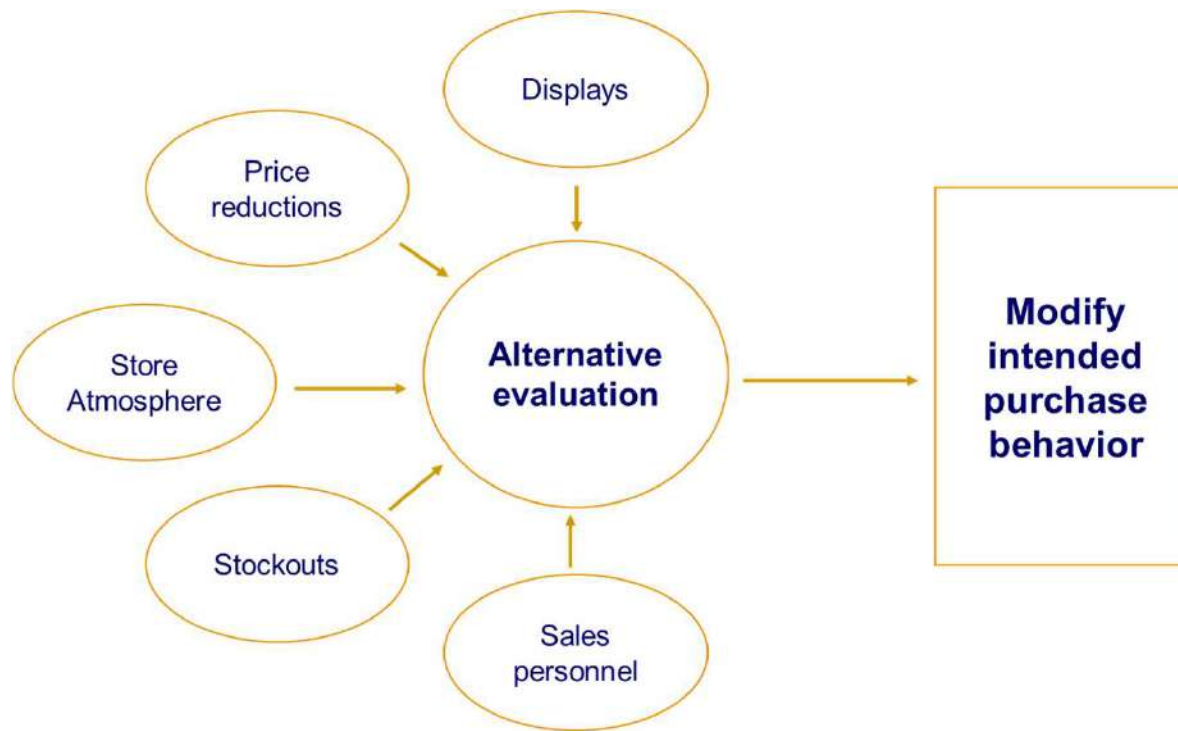 Displays
Price
reductions
Store
Atmosphere
Alternative
evaluation
Modify
intended
purchase
behavior
Stockouts
Sales
personnel